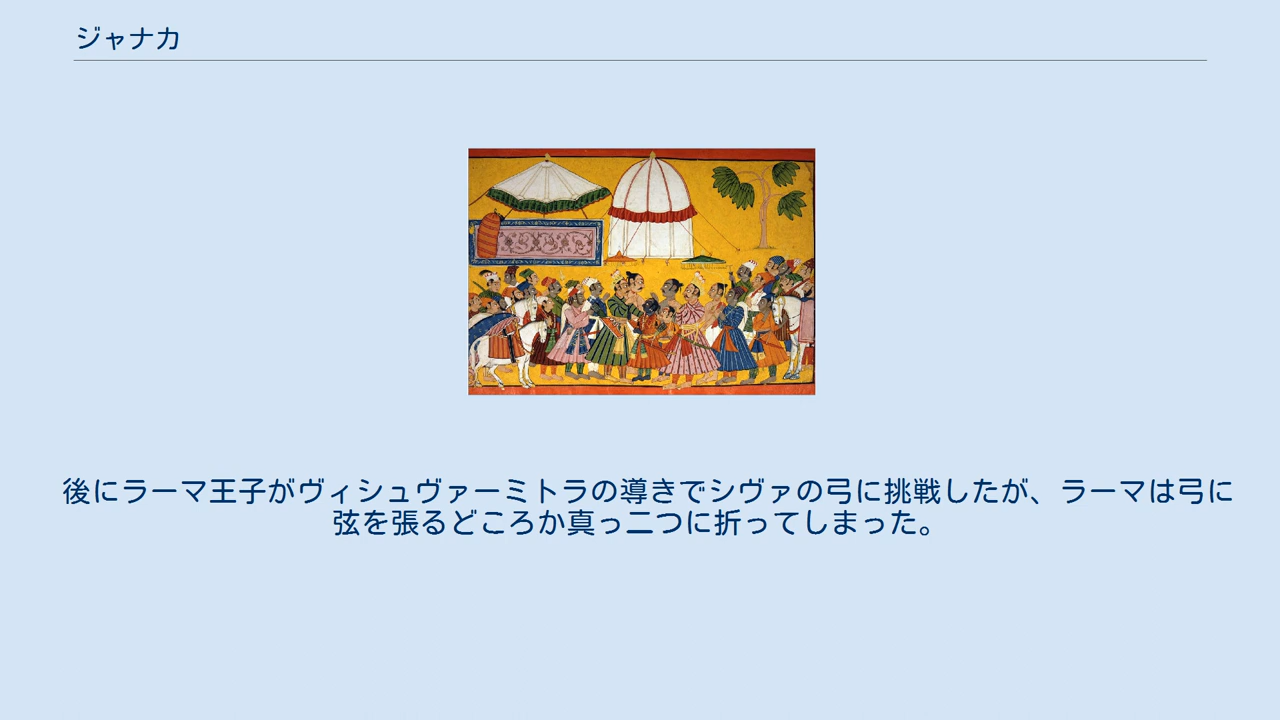 ジャナカ
後にラーマ王子がヴィシュヴァーミトラの導きでシヴァの弓に挑戦したが、ラーマは弓に
弦を張るどころか真っ二つに折ってしまった。